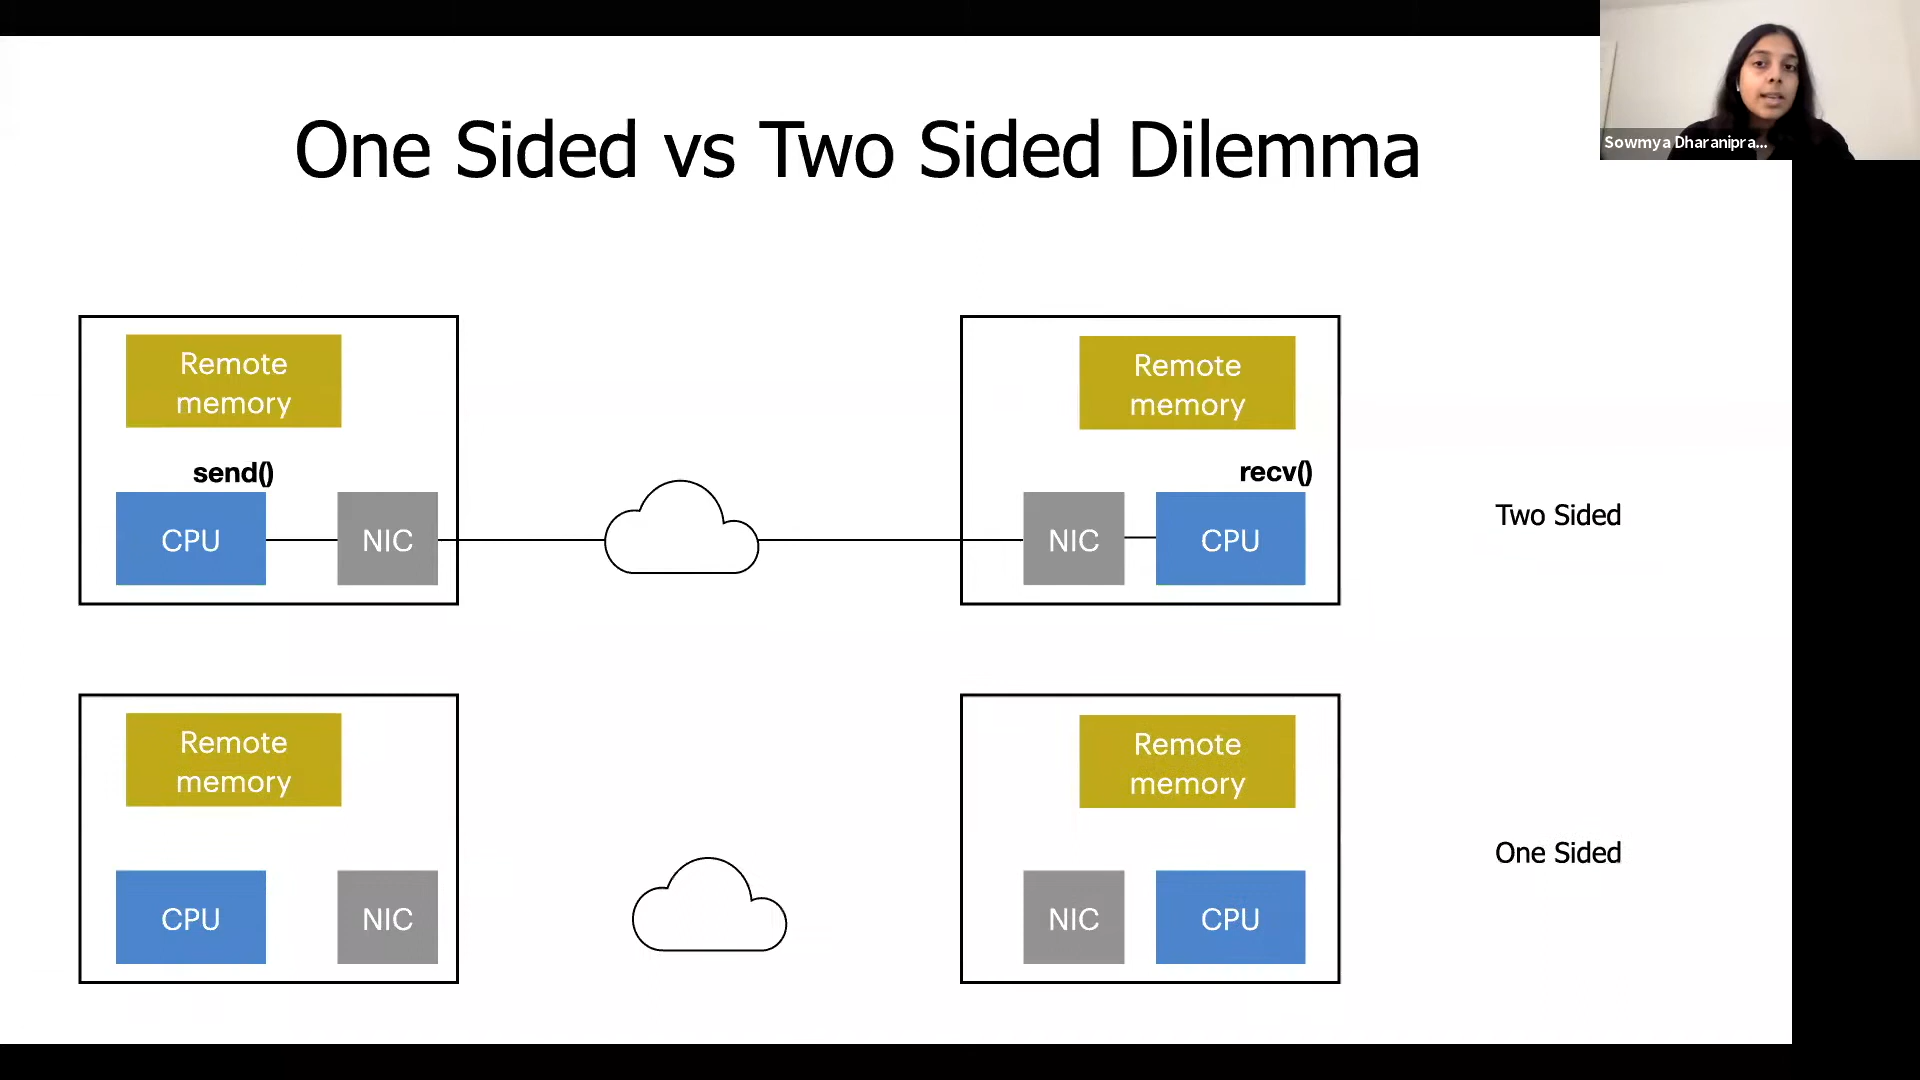 One Sided vs Two Sided Dilemma
Sowmya Dharanipra...
Remote
memory
send()
CPU
NIC
Remote
memory
recv()
NIC
CPU
Two Sided
Remote
memory
CPU
NIC
Remote
memory
NIC
CPU
One Sided